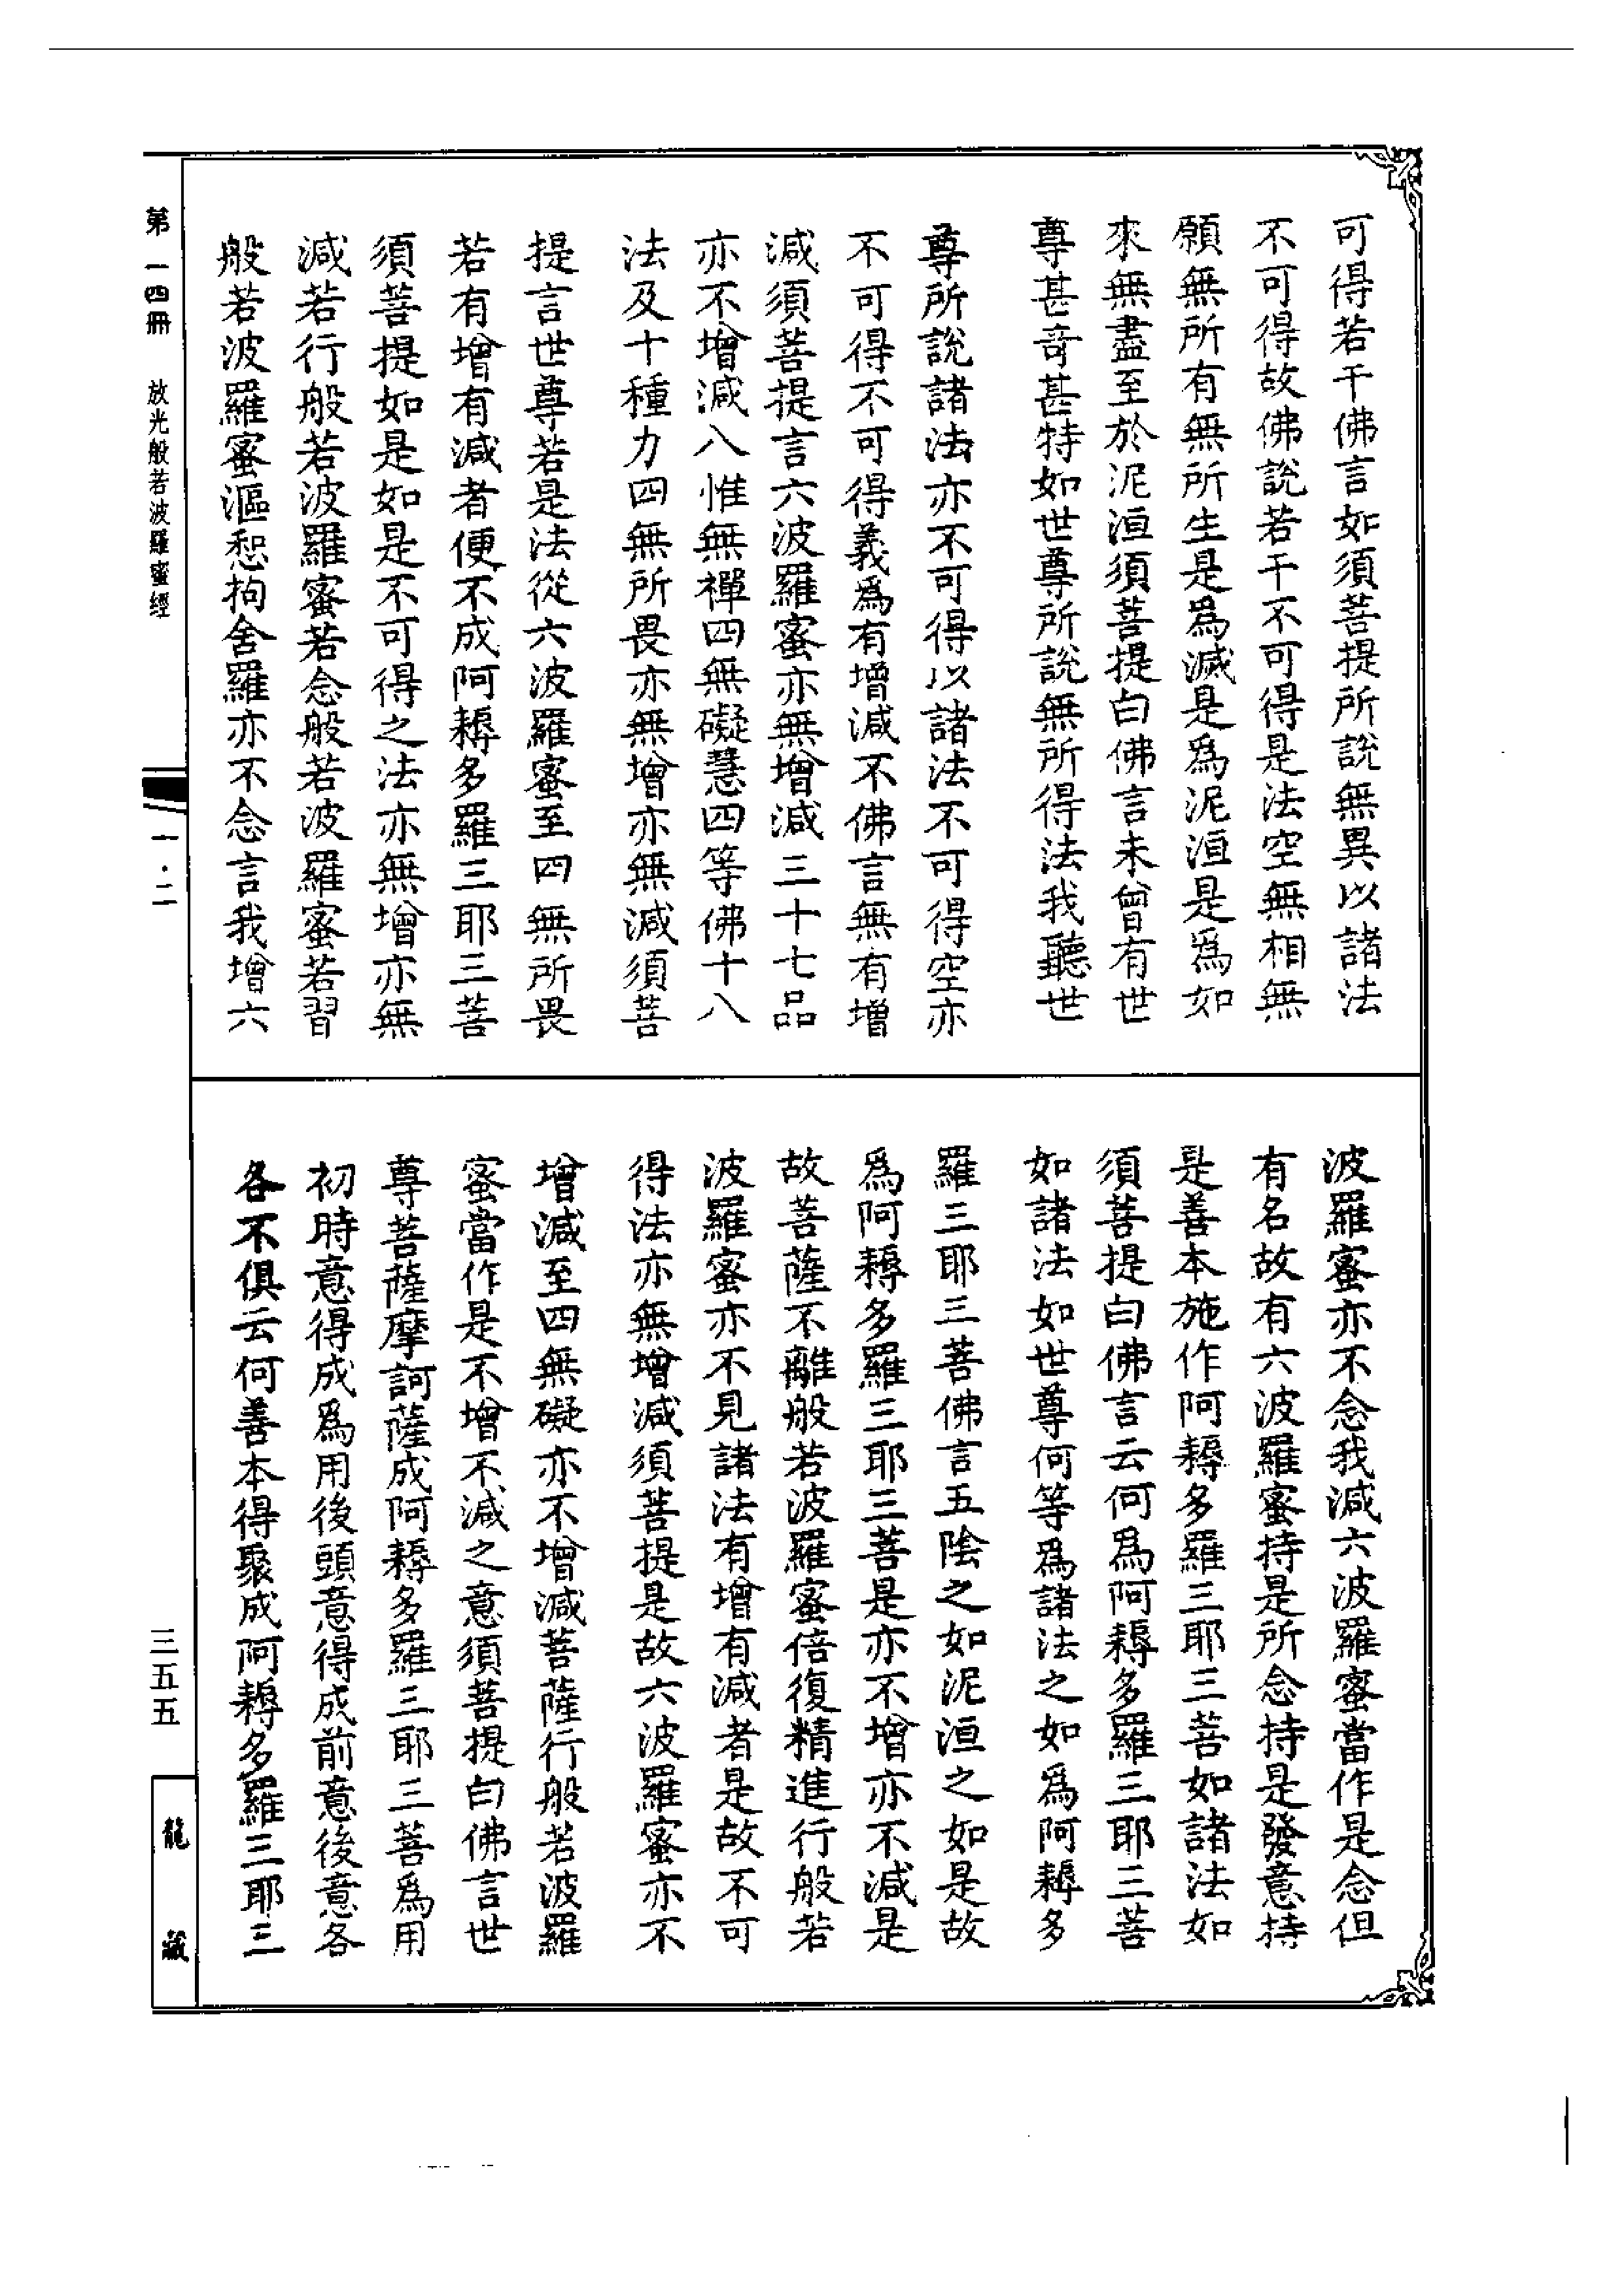 可得若干佛言如須菩提所說無異以諸法
不可得故佛說若干不可得是法空無相無
願無所有無所生是爲滅是爲泥洹是爲如
來無盡至於泥洹須菩提白佛言未曾有世
尊甚奇甚特如世尊所說無所得法我聽世
尊所說諸法亦不可得以諸法不可得空亦
不可得不可得義爲有增減不佛言無有增
減須菩提言六波羅蜜亦無增減三十七品
亦不增減八惟無禪四無礙慧四等佛十八
法及十種力四無所畏亦無增亦無減須菩
提言世尊若是法從六波羅蜜至四無所畏
若有增有減者便不成阿耨多羅三耶三菩
須菩提如是如是不可得之法亦無增亦無
減若行般若波羅蜜若念般若波羅蜜若習
般若波羅蜜漚惒拘舍羅亦不念言我增六
波羅蜜亦不念我減六波羅蜜當作是念但
有名故有六波羅蜜持是所念持是發意持
是善本施作阿耨多羅三耶三菩如諸法如
須菩提白佛言云何爲阿耨多羅三耶三菩
如諸法如世尊何等爲諸法之如爲阿耨多
羅三耶三菩佛言五陰之如泥洹之如是故
爲阿耨多羅三耶三菩是亦不增亦不減是
故菩薩不離般若波羅蜜倍復精進行般若
波羅蜜亦不見諸法有增有減者是故不可
得法亦無增減須菩提是故六波羅蜜亦不
增減至四無礙亦不增減菩薩行般若波羅
蜜當作是不增不減之意須菩提白佛言世
尊菩薩摩訶薩成阿耨多羅三耶三菩爲用
初時意得成爲用後頭意得成前意後意各
各不俱云何善本得聚成阿耨多羅三耶三
第一四冊 放光般若波羅蜜經
一·二
三五五
龍藏